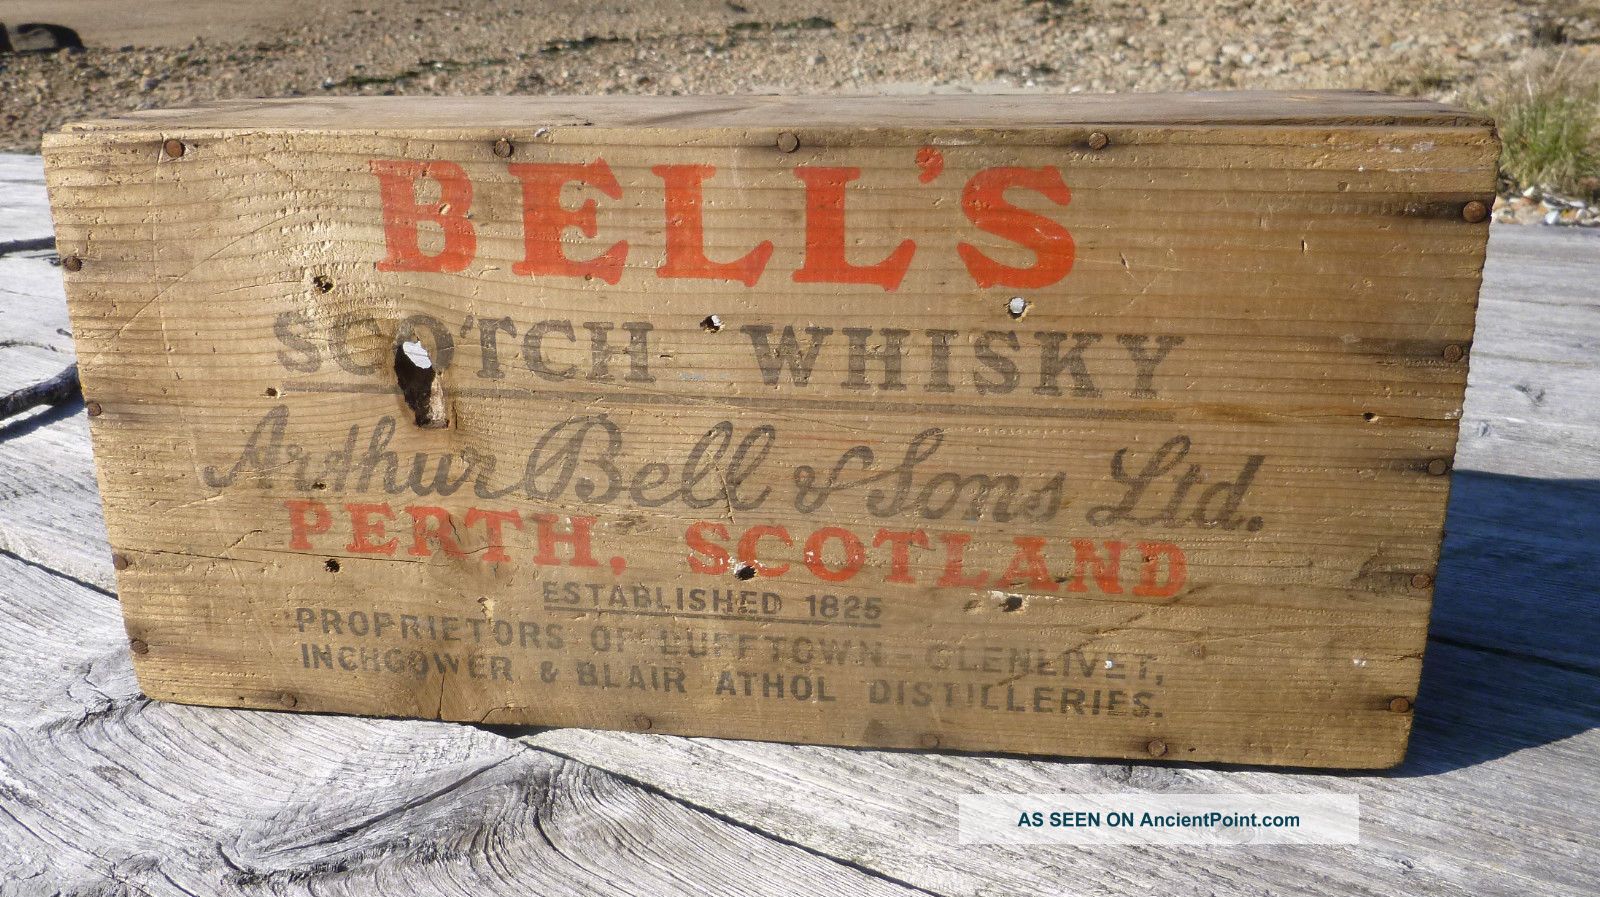 BELL'S
SCOTCH WHISKY
Arthur Bell & Sons Ltd.
PERTH, SCOTLAND
ESTABLISHED 1825
PROPRIETORS OF DUFFTOWN-GLENLIVET,
INCHGOWER & BLAIR ATHOL DISTILLERIES.
AS SEEN ON AncientPoint.com